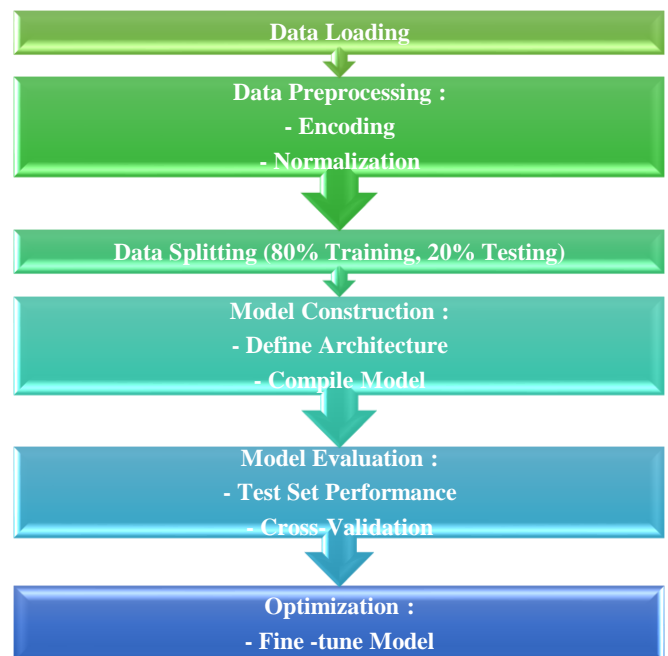 Data Loading
Data Preprocessing :
- Encoding
- Normalization
Data Splitting (80% Training, 20% Testing)
Model Construction :
- Define Architecture
- Compile Model
Model Evaluation :
- Test Set Performance
- Cross-Validation
Optimization :
- Fine -tune Model